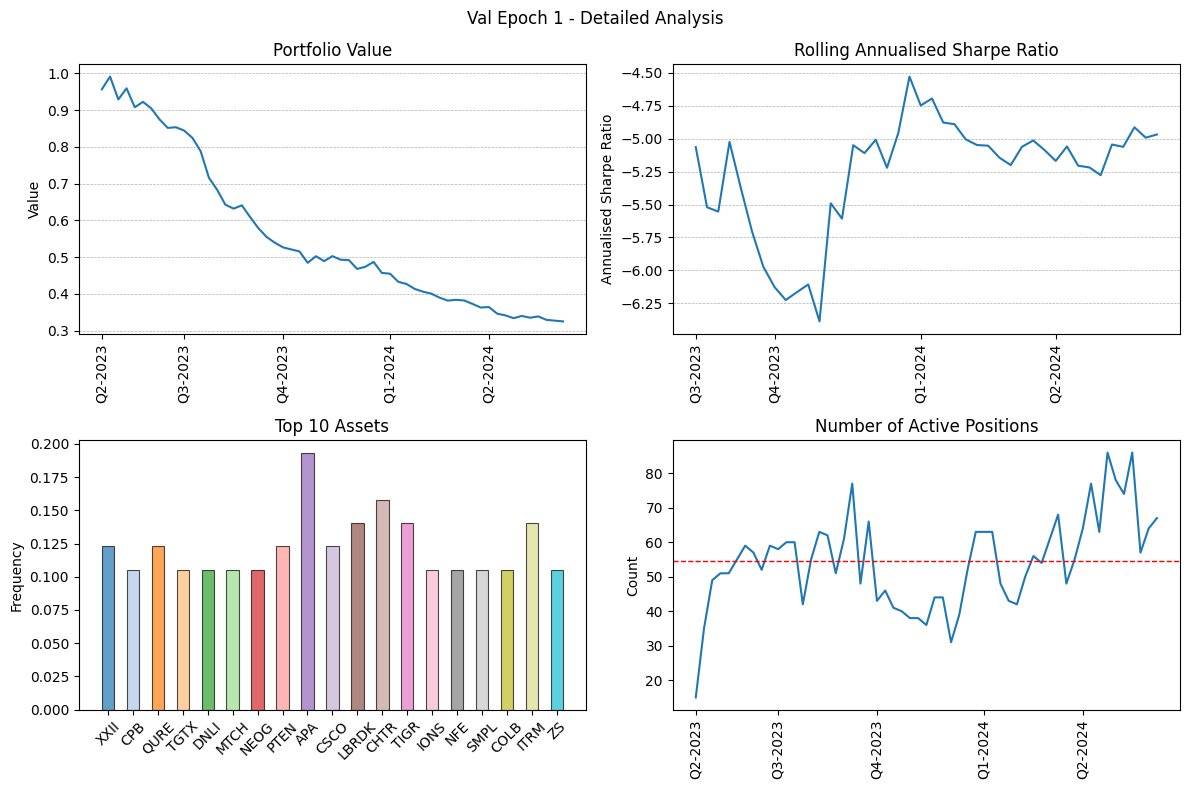 Val Epoch 1 - Detailed Analysis
Portfolio Value
Value
1.0
0.9
0.8
0.7
0.6
0.5
0.4
0.3
Q2-2023
Q3-2023
Q4-2023
Q1-2024
Q2-2024
Rolling Annualised Sharpe Ratio
Annualised Sharpe Ratio
−4.50
−4.75
−5.00
−5.25
−5.50
−5.75
−6.00
−6.25
Q3-2023
Q4-2023
Q1-2024
Q2-2024
Top 10 Assets
Frequency
0.200
0.175
0.150
0.125
0.100
0.075
0.050
0.025
0.000
XXII
CPB
QURE
TGTX
DNLI
MTCH
NEOG
PTEN
APA
CSCO
LBRDK
CHTR
TIGR
IONS
NFE
SMPL
COLB
ITRM
ZS
Number of Active Positions
Count
80
70
60
50
40
30
20
Q2-2023
Q3-2023
Q4-2023
Q1-2024
Q2-2024